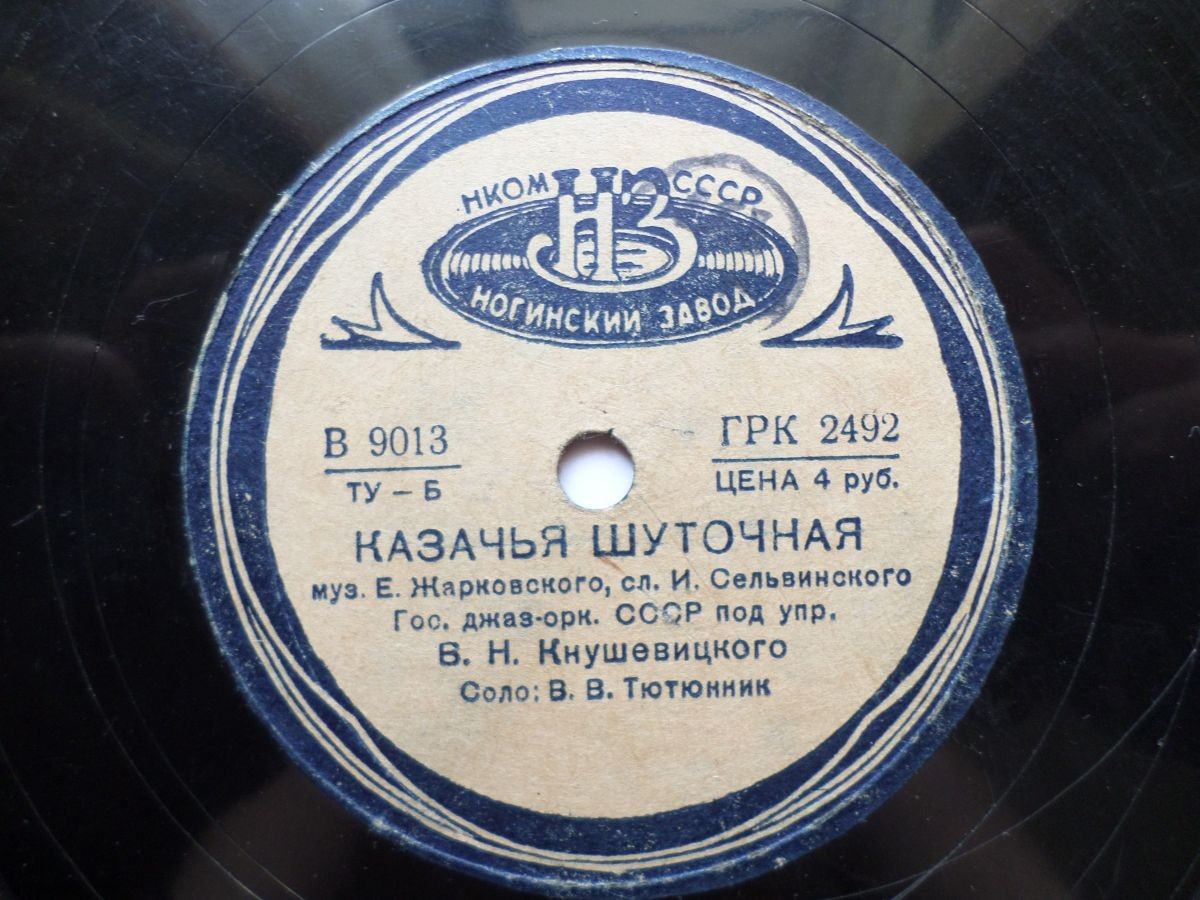 НКОМ НЗ СССР
НОГИНСКИЙ ЗАВОД
В 9013 ГРК 2492
ТУ – Б ЦЕНА 4 руб.
КАЗАЧЬЯ ШУТОЧНАЯ
муз. Е. Жарковского, сл. И. Сельвинского
Гос. джаз-орк. СССР под упр.
В. Н. Кнушевицкого
Соло: В. В. Тютюнник